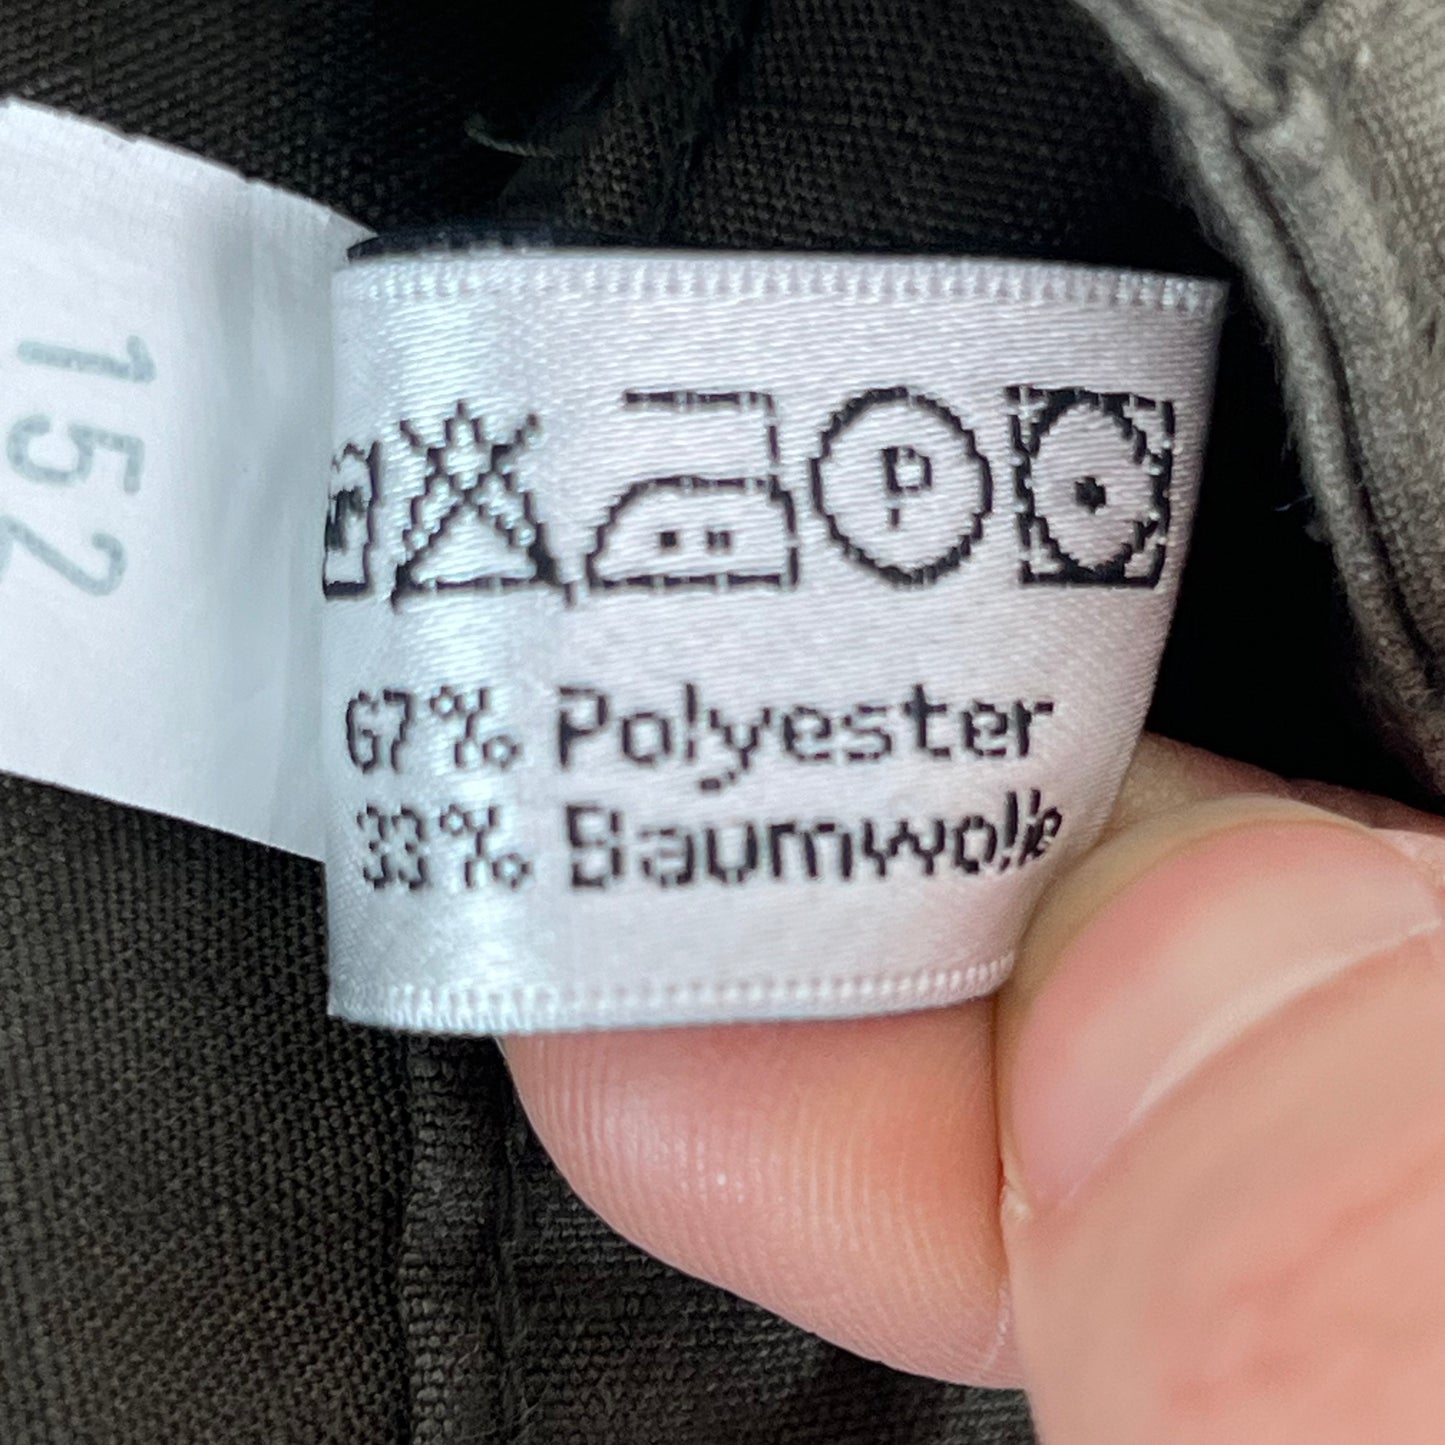 152
P
67% Polyester
33% Baumwolle